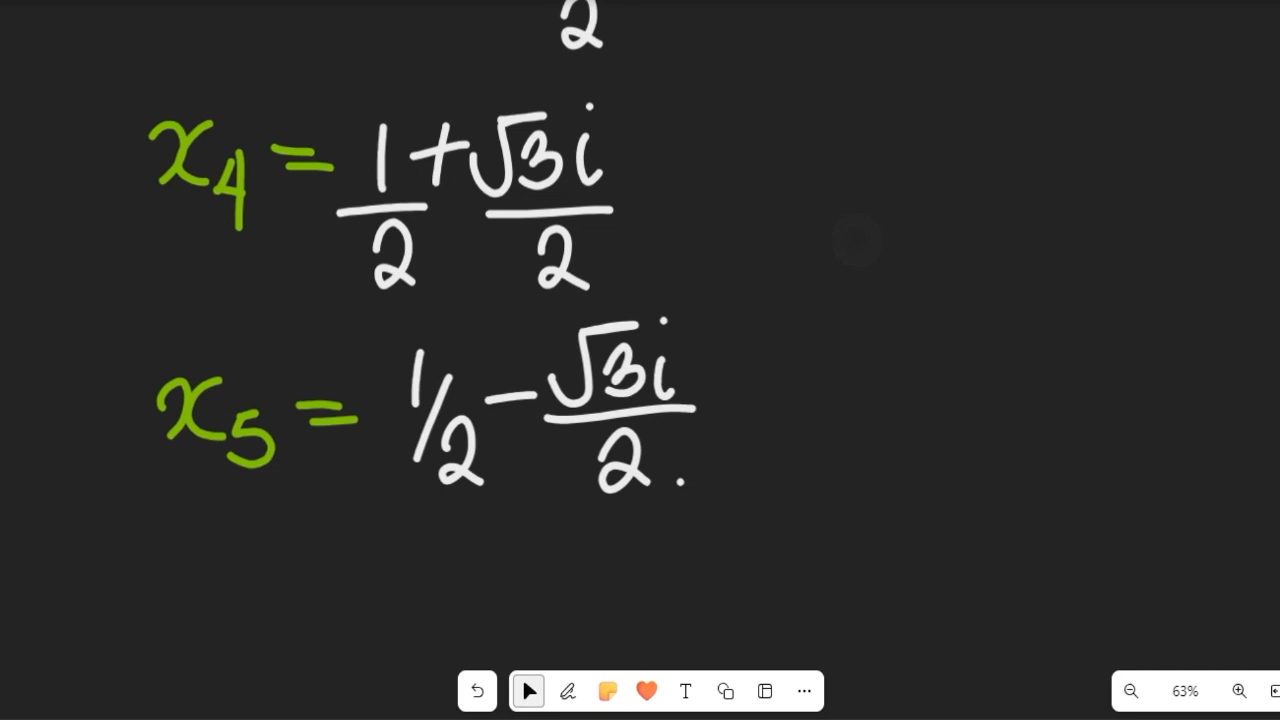 2
x₄ = 1/2 + √3i/2
x₅ = 1/2 - √3i/2.
T
63%